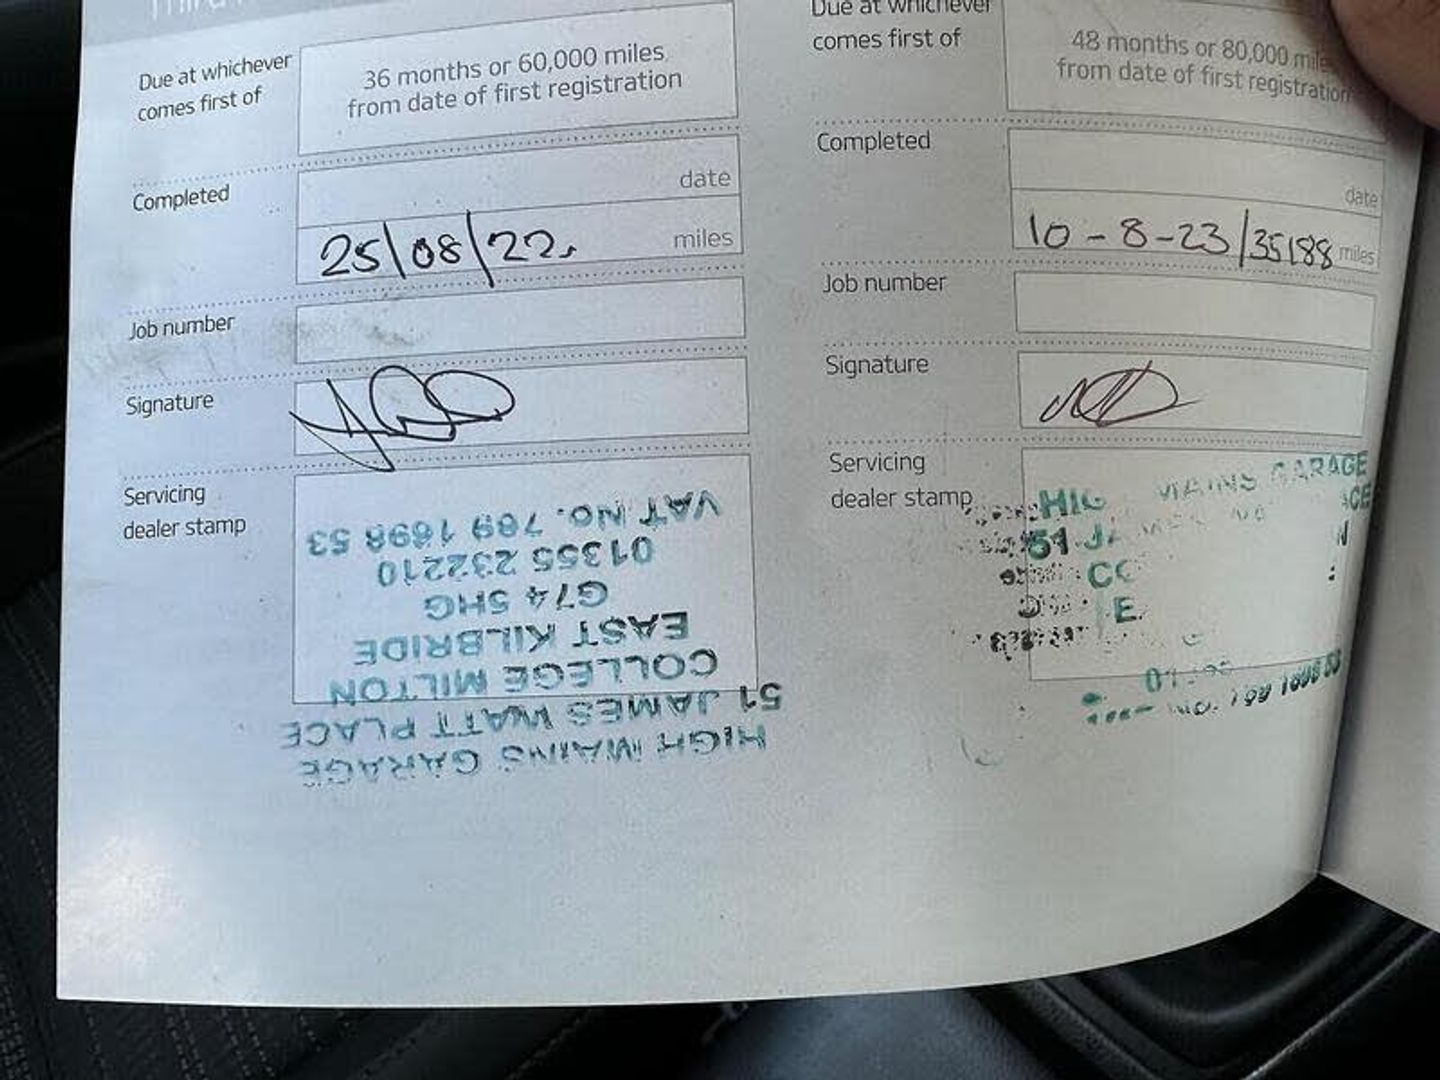 Due at whichever
comes first of
36 months or 60,000 miles
from date of first registration
Completed
date
25/08/22.
miles
Job number
Signature
Servicing
dealer stamp
HIGH MAINS GARAGE
51 JAMES WATT PLACE
COLLEGE MILTON
EAST KILBRIDE
G74 5HG
01355 232210
VAT NO. 789 1698 53
Due at whichever
comes first of
48 months or 80,000
from date of first registration
Completed
date
10-8-23/35188 miles
Job number
Signature
Servicing
dealer stamp
MAINS GARAGE
51